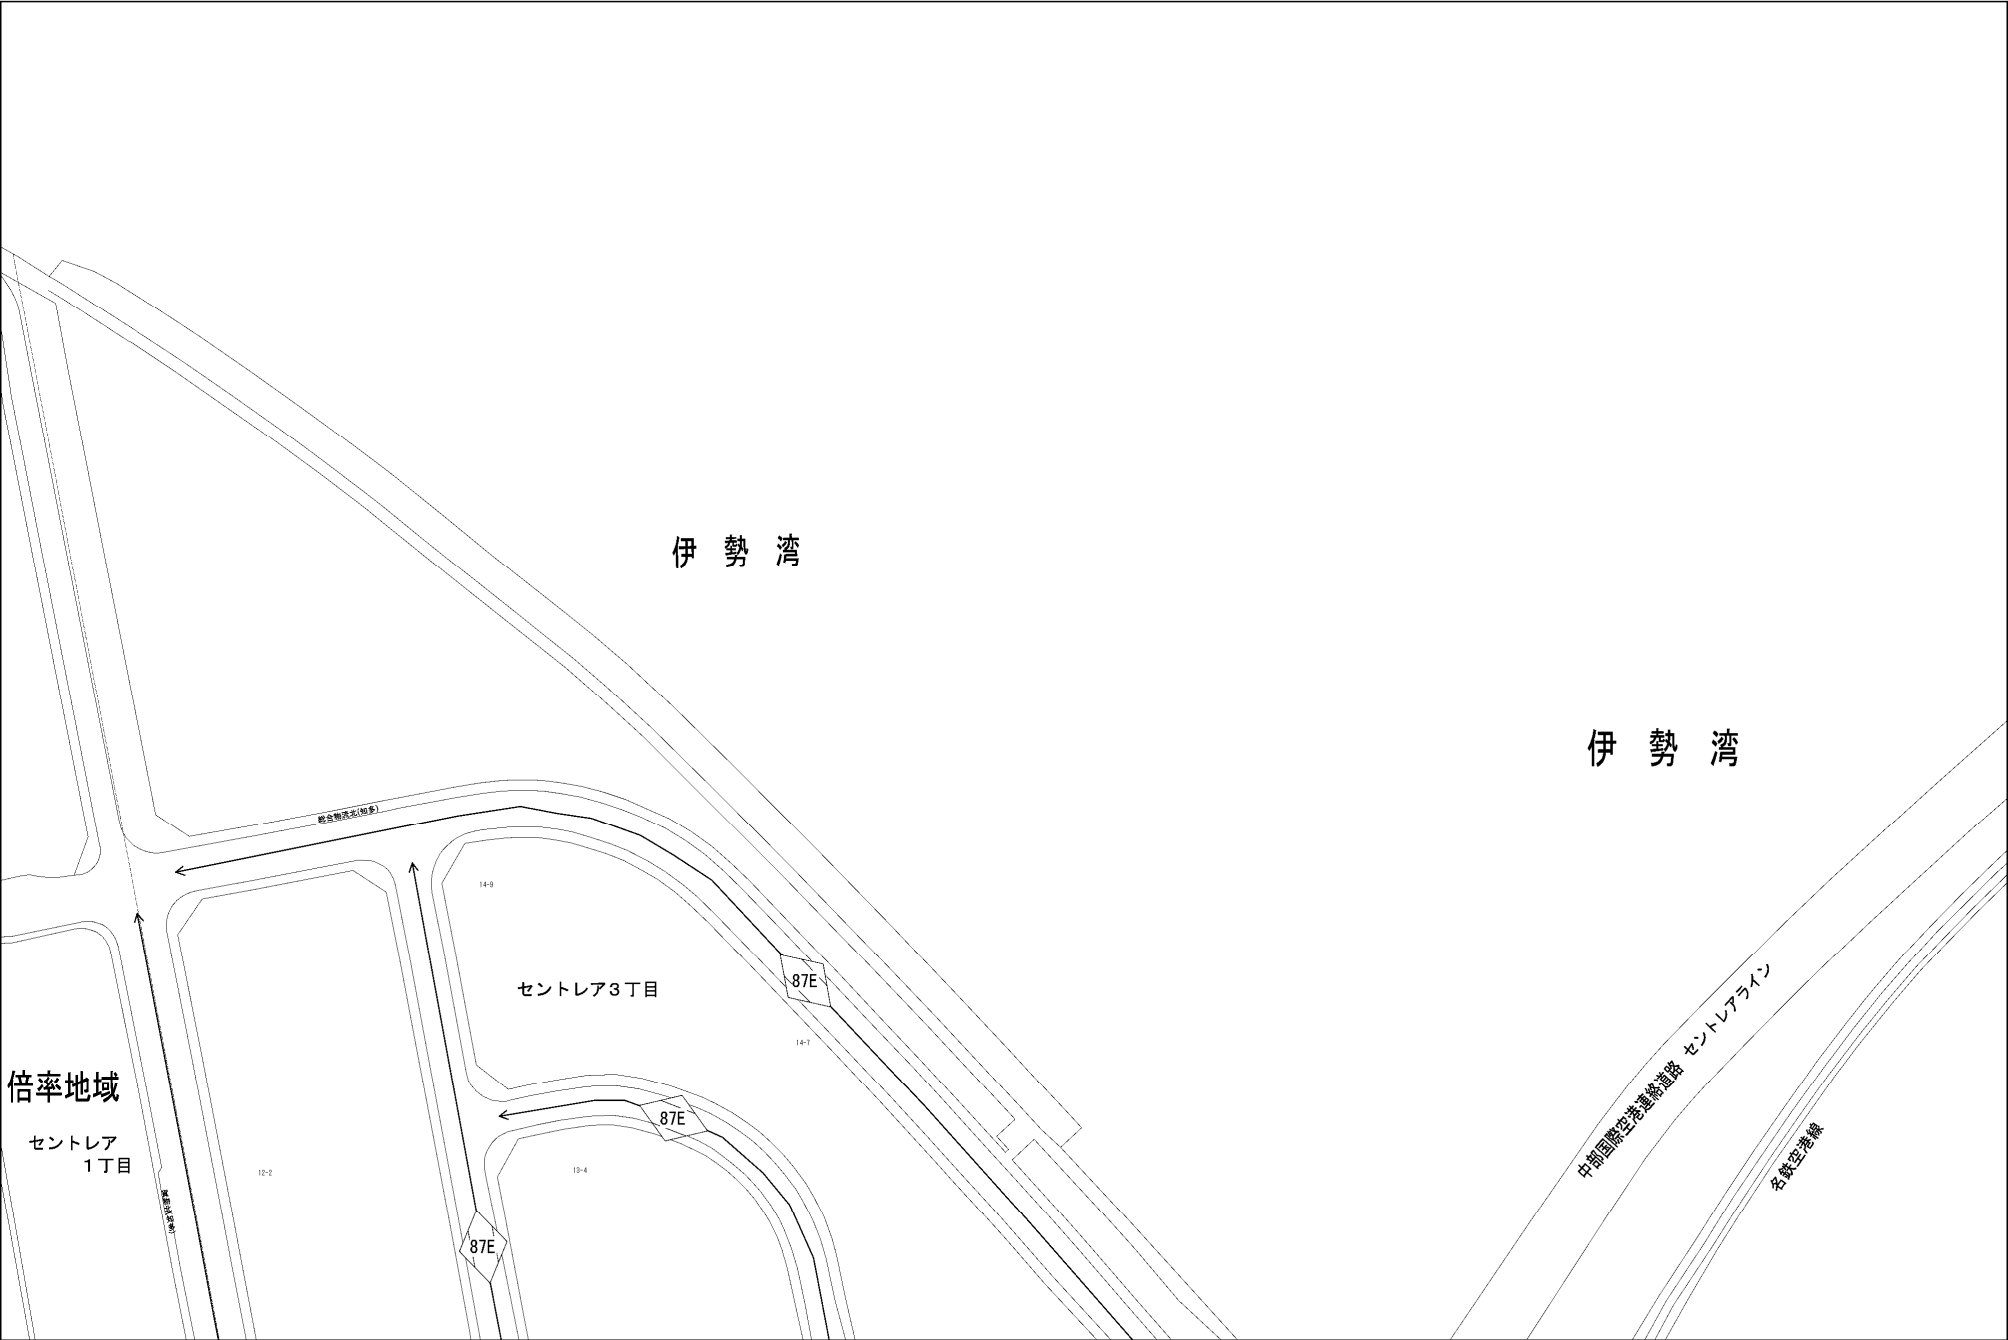 伊勢湾
伊勢湾
総合物流北(知多)
14-9
87E
セントレア3丁目
14-7
中部国際空港連絡道路 セントレアライン
倍率地域
87E
名鉄空港線
セントレア
1丁目
12-2
13-4
87E